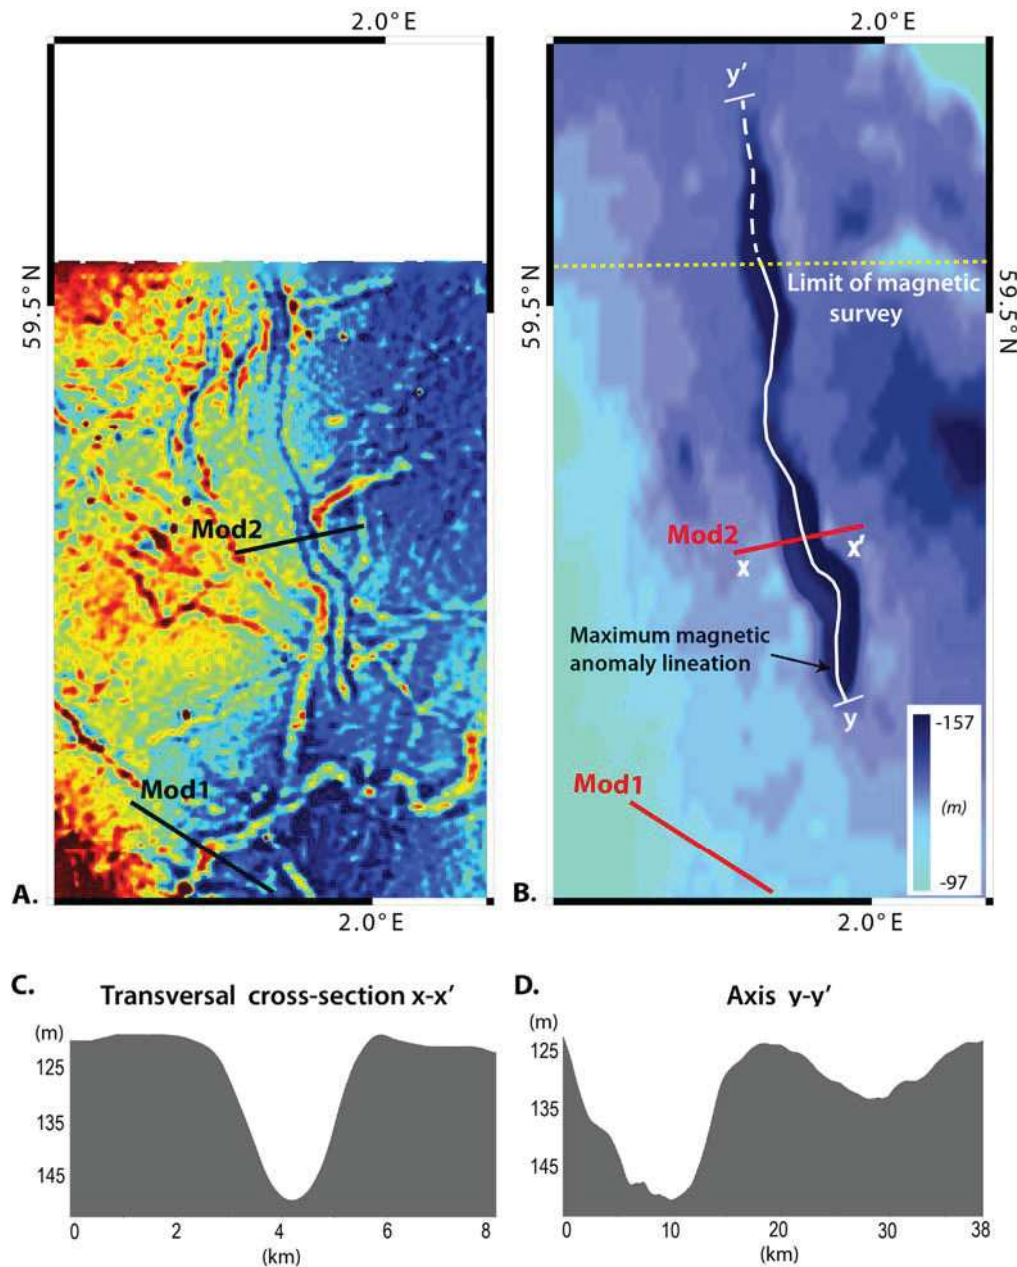 2.0°E
2.0°E
59.5°N
Mod2
Mod1
A.
2.0°E
y'
Limit of magnetic
survey
59.5°N
Mod2
x
x'
Maximum magnetic
anomaly lineation
y
-157
(m)
-97
Mod1
B.
2.0°E
C.
Transversal cross-section x-x'
(m)
125
135
145
0
2
4
6
8
(km)
D.
Axis y-y'
(m)
125
135
145
0
10
20
30
38
(km)